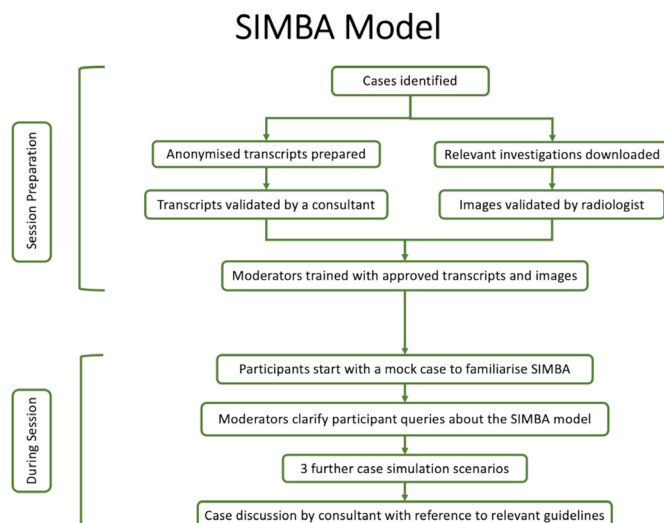 SIMBA Model
Session Preparation
Cases identified
Anonymised transcripts prepared
Relevant investigations downloaded
Transcripts validated by a consultant
Images validated by radiologist
Moderators trained with approved transcripts and images
During Session
Participants start with a mock case to familiarise SIMBA
Moderators clarify participant queries about the SIMBA model
3 further case simulation scenarios
Case discussion by consultant with reference to relevant guidelines